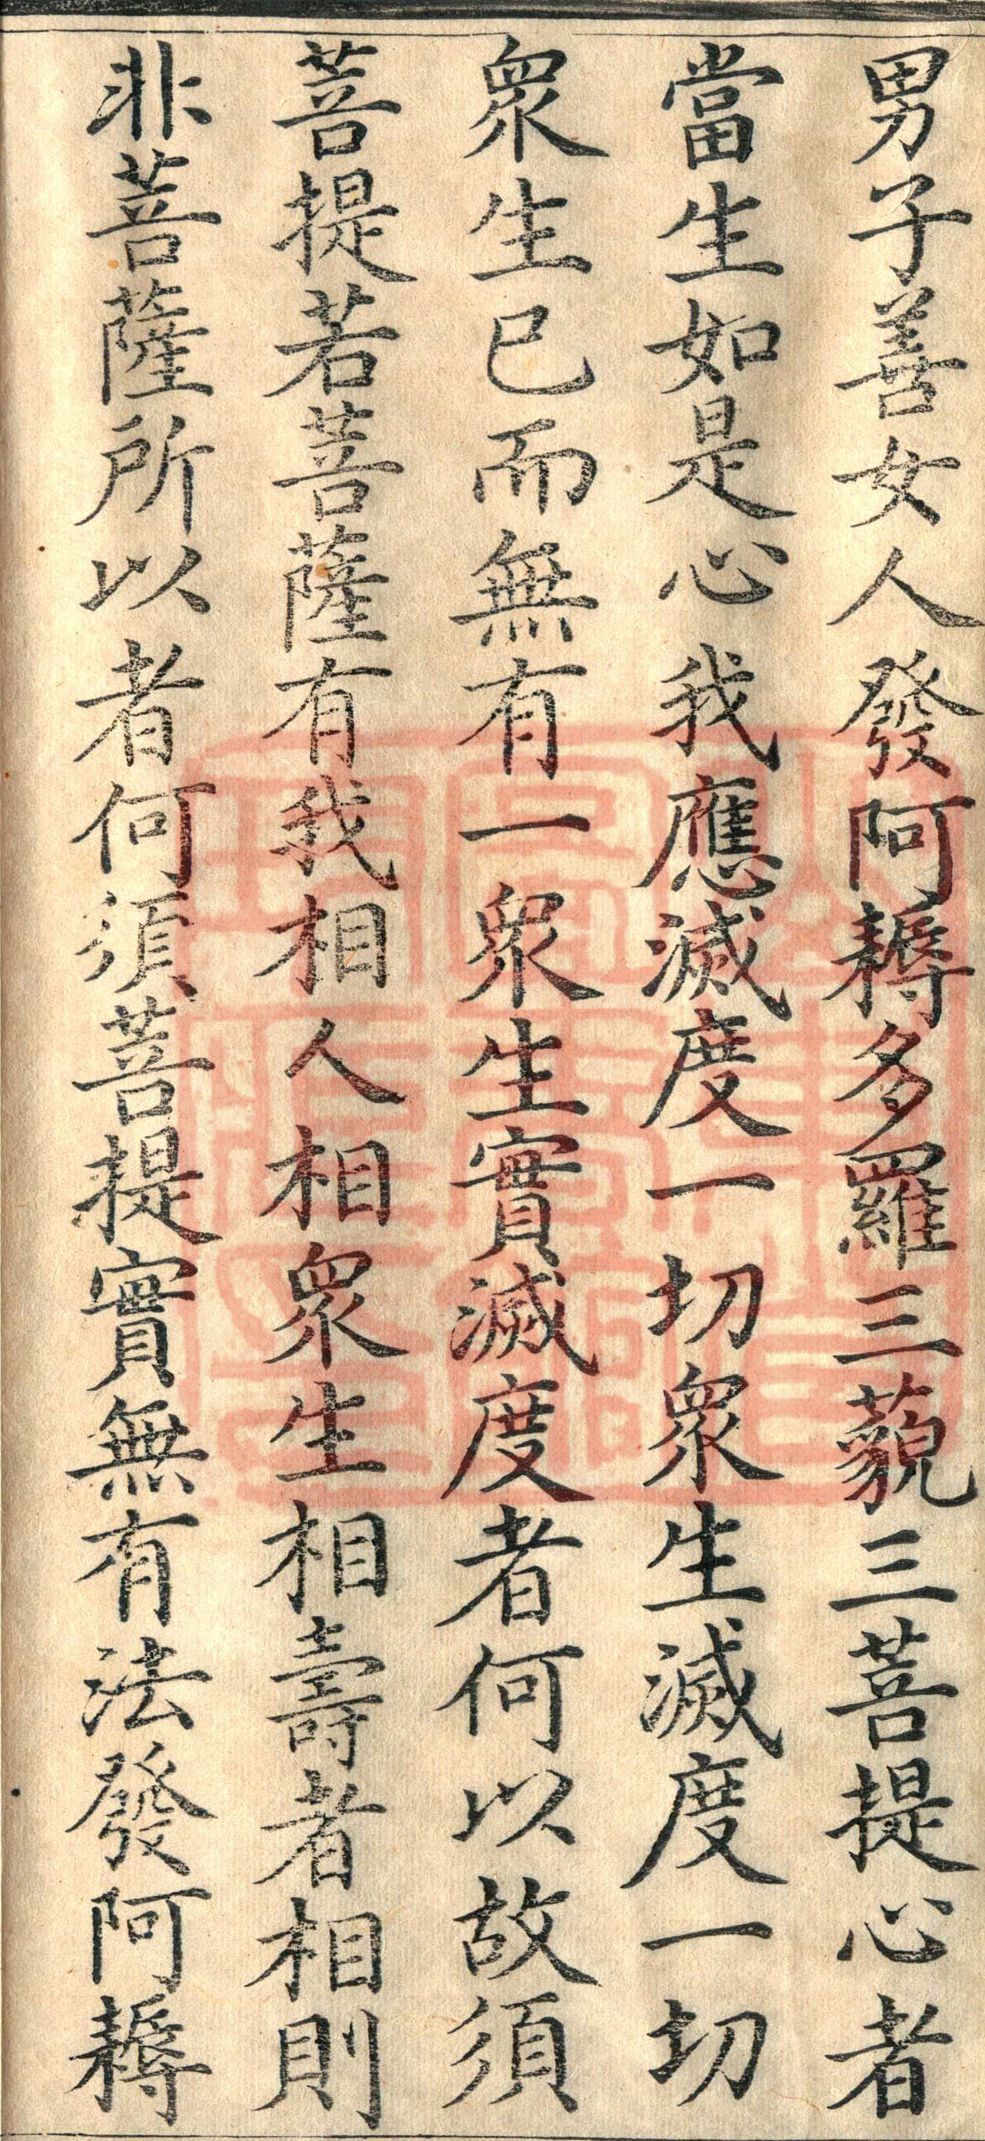 男子善女人發阿耨多羅三藐三菩提心者
當生如是心我應滅度一切眾生滅度一切
眾生已而無有一眾生實滅度者何以故須
菩提若菩薩有我相人相眾生相壽者相則
非菩薩所以者何須菩提實無有法發阿耨